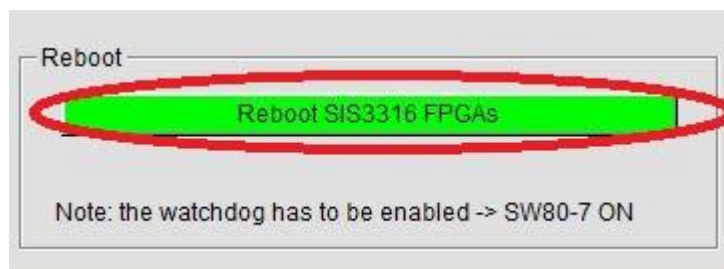 Reboot
Reboot SIS3316 FPGAs
Note: the watchdog has to be enabled -> SW80-7 ON